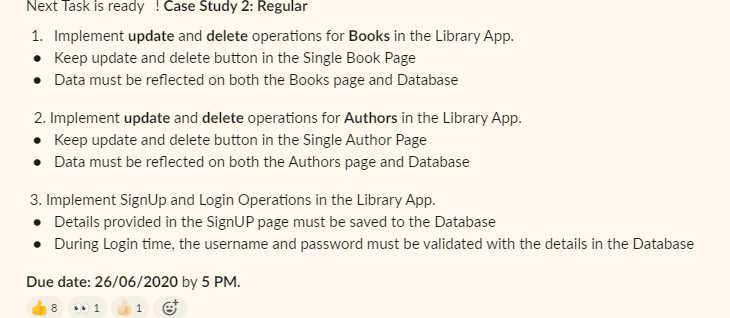 Next Task is ready ! Case Study 2: Regular
1. Implement update and delete operations for Books in the Library App.
● Keep update and delete button in the Single Book Page
● Data must be reflected on both the Books page and Database
2. Implement update and delete operations for Authors in the Library App.
● Keep update and delete button in the Single Author Page
● Data must be reflected on both the Authors page and Database
3. Implement SignUp and Login Operations in the Library App.
● Details provided in the SignUP page must be saved to the Database
● During Login time, the username and password must be validated with the details in the Database
Due date: 26/06/2020 by 5 PM.
👍 8 👀 1 👍🏻 1